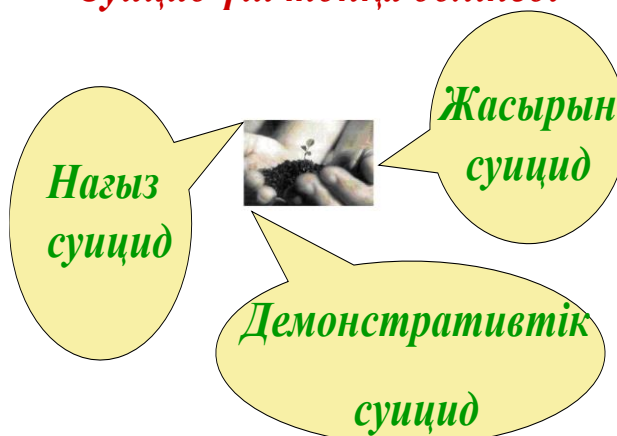 Нағыз
суицид
Жасырын
суицид
Демонстративтік
суицид